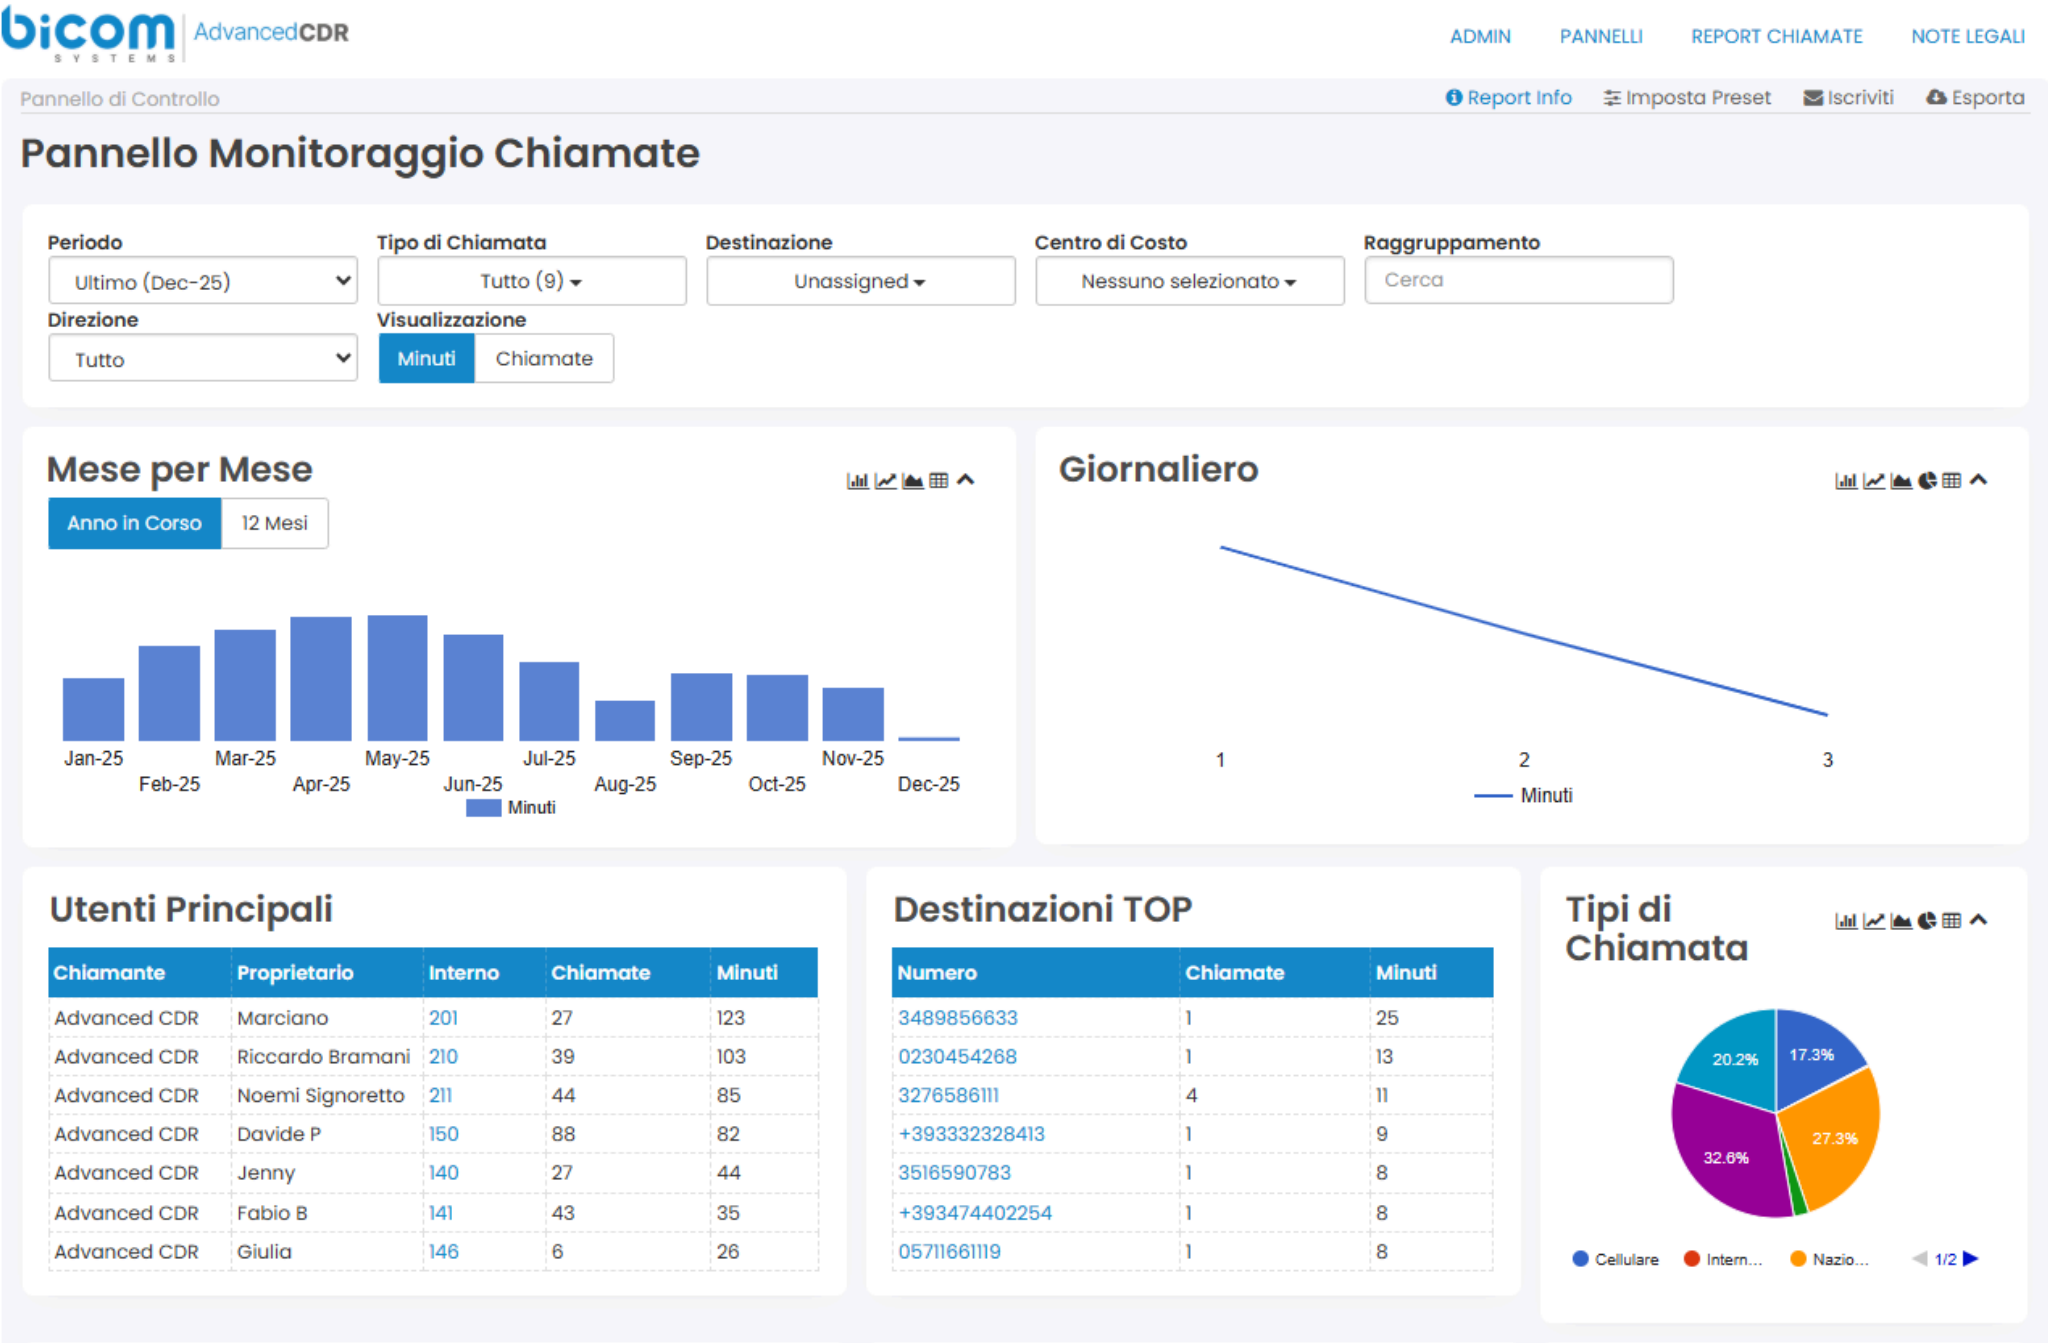 bicom
SYSTEMS
AdvancedCDR
ADMIN PANNELLI REPORT CHIAMATE NOTE LEGALI
Pannello di Controllo
Report Info Imposta Preset Iscriviti Esporta
Pannello Monitoraggio Chiamate
Periodo Tipo di Chiamata Destinazione Centro di Costo Raggruppamento
Ultimo (Dec-25) Tutto (9) Unassigned Nessuno selezionato Cerca
Direzione Visualizzazione
Tutto Minuti Chiamate
Mese per Mese
Anno in Corso 12 Mesi
Jan-25 Mar-25 May-25 Jul-25 Sep-25 Nov-25
Feb-25 Apr-25 Jun-25 Aug-25 Oct-25 Dec-25
Minuti
Giornaliero
1 2 3
Minuti
Utenti Principali
Chiamante Proprietario Interno Chiamate Minuti
Advanced CDR Marciano 201 27 123
Advanced CDR Riccardo Bramani 210 39 103
Advanced CDR Noemi Signoretto 211 44 85
Advanced CDR Davide P 150 88 82
Advanced CDR Jenny 140 27 44
Advanced CDR Fabio B 141 43 35
Advanced CDR Giulia 146 6 26
Destinazioni TOP
Numero Chiamate Minuti
3489856633 1 25
0230454268 1 13
3276586111 4 11
+393332328413 1 9
3516590783 1 8
+393474402254 1 8
05711661119 1 8
Tipi di
Chiamata
20.2% 17.3%
27.3%
32.6%
Cellulare Intern... Nazio... 1/2